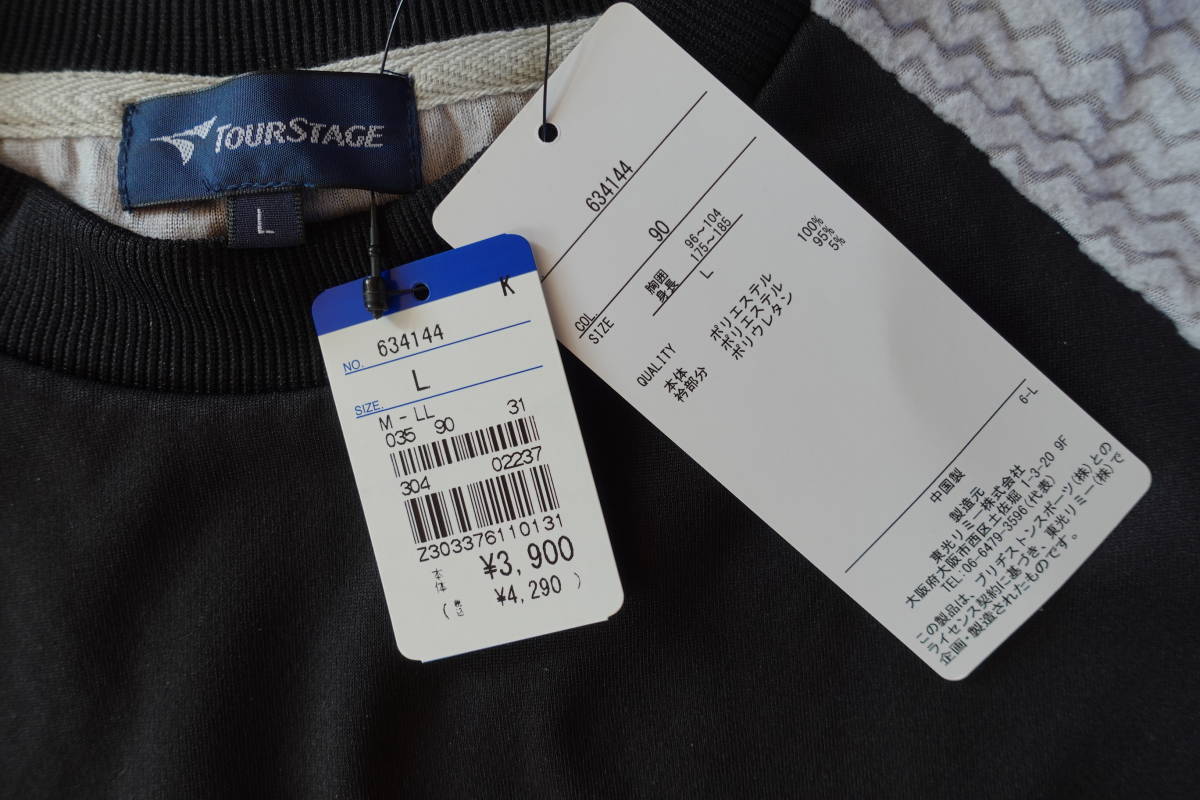 TOURSTAGE
L
K
NO. 634144
L
SIZE.
M - LL
035 90 31
02237
304
Z3033761101 31
本体 ¥3,900
(税込 ¥4,290 )
634144
COL. 90
SIZE 胸囲 96～104
身長 175～185
L
QUALITY
本体 ポリエステル 100%
衿部分 ポリエステル 95%
ポリウレタン 5%
6-L
中国製
製造元
東光リミー株式会社
大阪府大阪市西区土佐堀 1-3-20 9F
TEL:06-6479-3596(代表)
この製品は、ブリヂストンスポーツ(株)との
ライセンス契約に基づき、東光リミー(株)で
企画・製造されたものです。